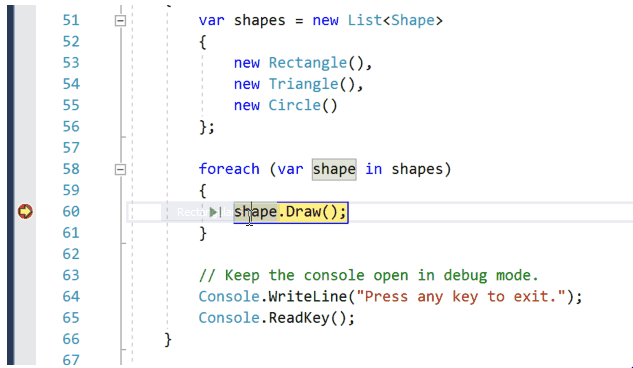 51 var shapes = new List<Shape>
52 {
53 new Rectangle(),
54 new Triangle(),
55 new Circle()
56 };
57
58 foreach (var shape in shapes)
59 {
60 shape.Draw();
61 }
62
63 // Keep the console open in debug mode.
64 Console.WriteLine("Press any key to exit.");
65 Console.ReadKey();
66 }
67